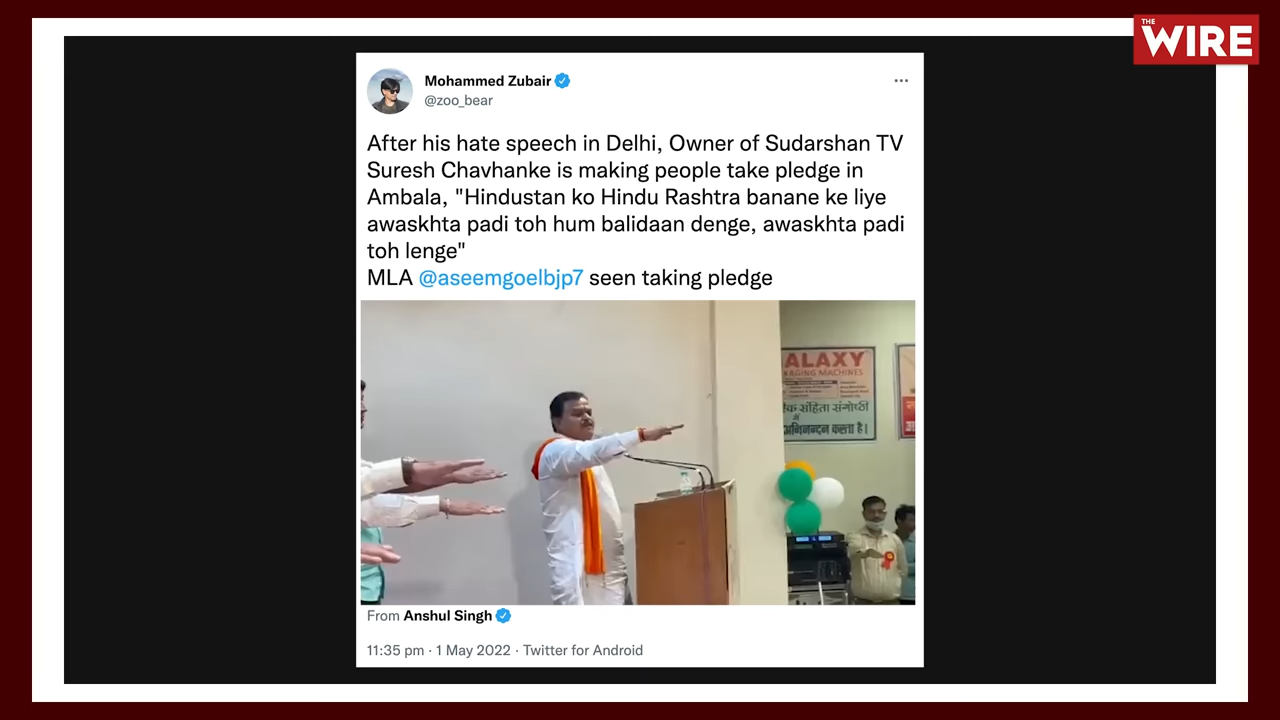 THE
WIRE
Mohammed Zubair
@zoo_bear
After his hate speech in Delhi, Owner of Sudarshan TV
Suresh Chavhanke is making people take pledge in
Ambala, "Hindustan ko Hindu Rashtra banane ke liye
awaskhta padi toh hum balidaan denge, awaskhta padi
toh lenge"
MLA @aseemgoelbjp7 seen taking pledge
ALAXY
KAGING MACHINES
क संहिता संगोष्ठी
में
अभिनन्दन करता है।
From Anshul Singh
11:35 pm · 1 May 2022 · Twitter for Android